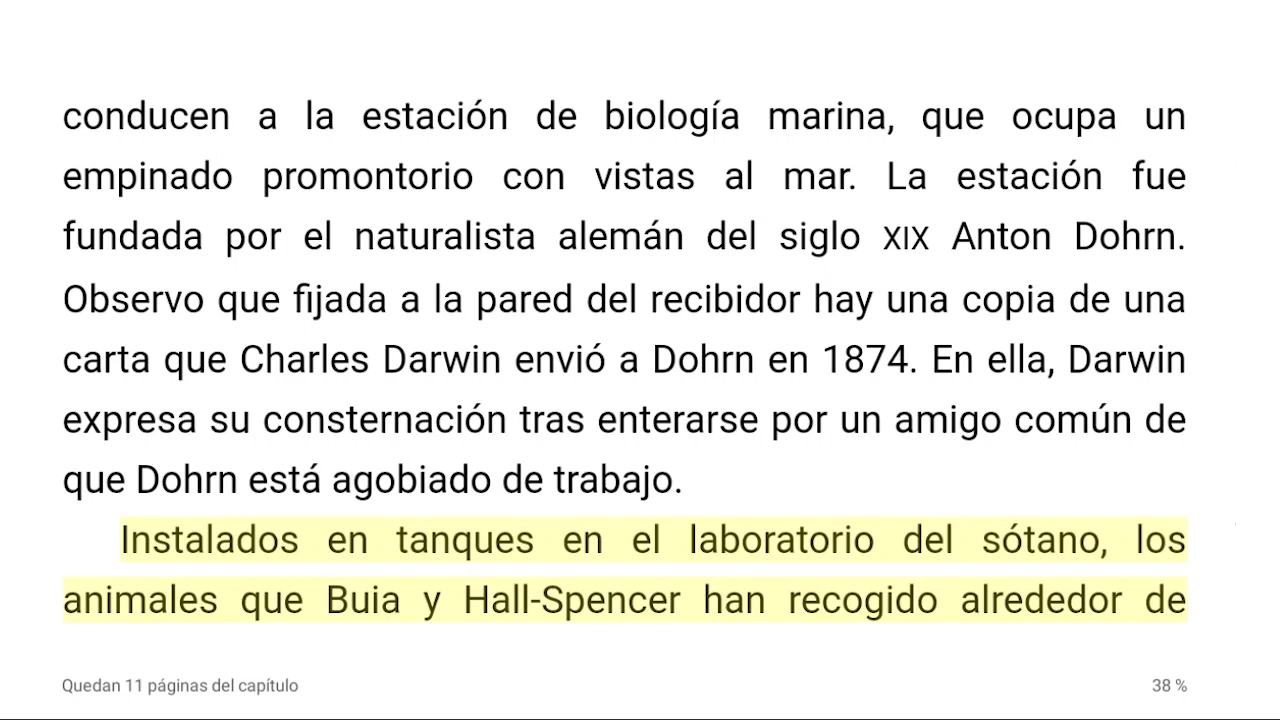 conducen a la estación de biología marina, que ocupa un
empinado promontorio con vistas al mar. La estación fue
fundada por el naturalista alemán del siglo XIX Anton Dohrn.
Observo que fijada a la pared del recibidor hay una copia de una
carta que Charles Darwin envió a Dohrn en 1874. En ella, Darwin
expresa su consternación tras enterarse por un amigo común de
que Dohrn está agobiado de trabajo.
Instalados en tanques en el laboratorio del sótano, los
animales que Buia y Hall-Spencer han recogido alrededor de
Quedan 11 páginas del capítulo
38 %